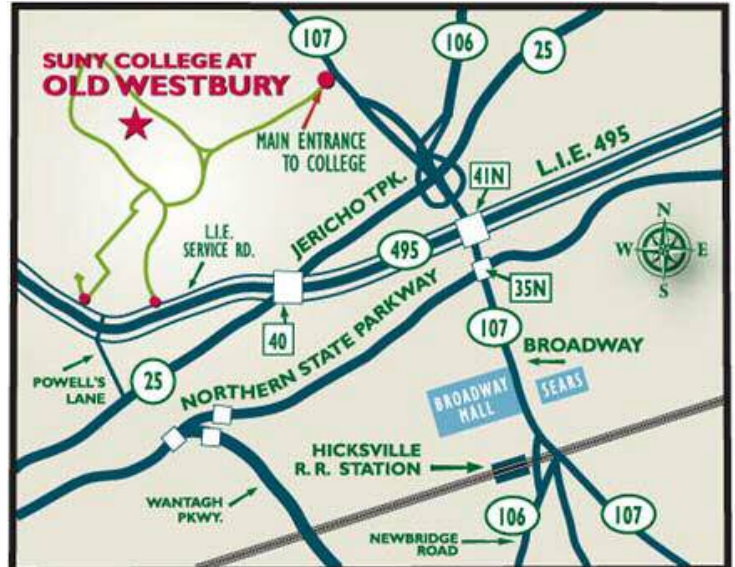 107
106
25
SUNY COLLEGE AT
OLD WESTBURY
MAIN ENTRANCE
TO COLLEGE
41N
L.I.E. 495
JERICHO TPK.
L.I.E.
SERVICE RD.
495
N
W E
S
35N
40
107
BROADWAY
NORTHERN STATE PARKWAY
25
POWELL'S
LANE
BROADWAY
MALL
SEARS
HICKSVILLE
R. R. STATION
WANTAGH
PKWY.
106
107
NEWBRIDGE
ROAD